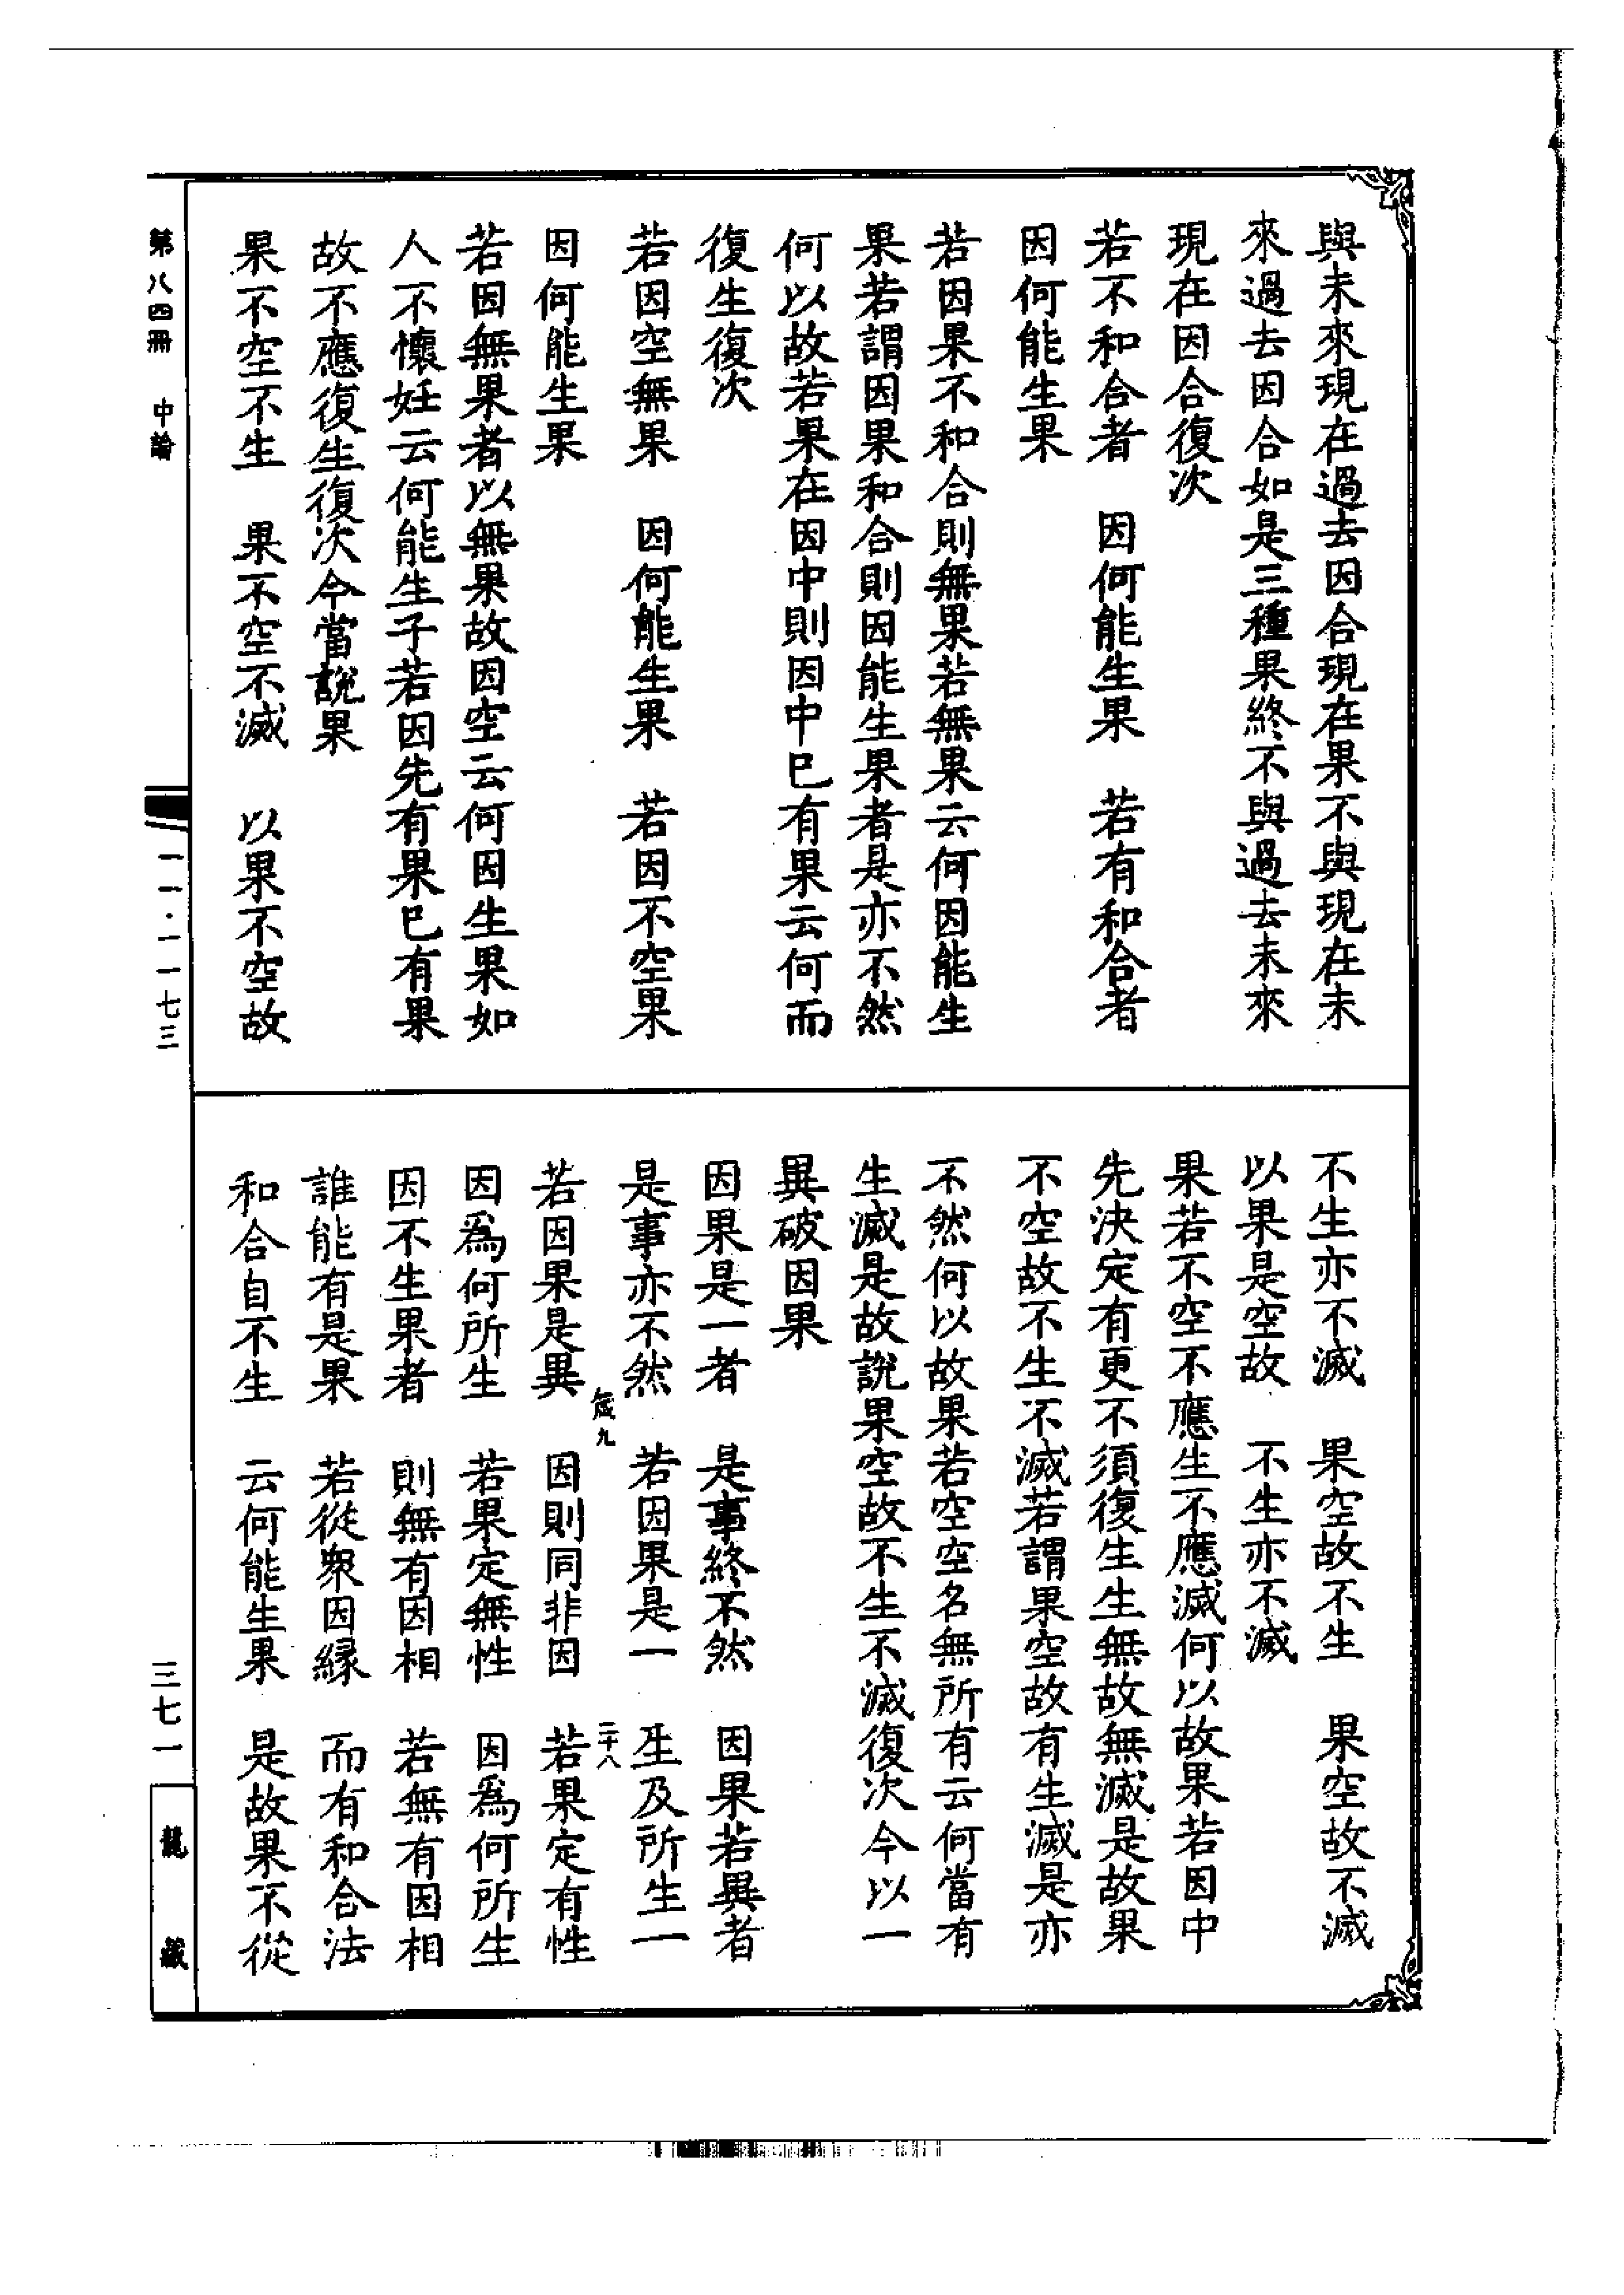 與未來現在過去因合現在果不與現在未
來過去因合如是三種果終不與過去未來
現在因合復次
若不和合者　因何能生果　若有和合者
因何能生果
若因果不和合則無果若無果云何因能生
果若謂因果和合則因能生果者是亦不然
何以故若果在因中則因中已有果云何而
復生復次
若因空無果　因何能生果　若因不空果
因何能生果
若因無果者以無果故因空云何因生果如
人不懷妊云何能生子若因先有果已有果
故不應復生復次今當說果
果不空不生　果不空不滅　以果不空故
不生亦不滅　果空故不生　果空故不滅
以果是空故　不生亦不滅
果若不空不應生不應滅何以故果若因中
先決定有更不須復生生無故無滅是故果
不空故不生不滅若謂果空故有生滅是亦
不然何以故果若空空名無所有云何當有
生滅是故說果空故不生不滅復次今以一
異破因果
因果是一者　是事終不然　因果若異者
是事亦不然　若因果是一　生及所生一
歲九　二十八
若因果是異　因則同非因　若果定有性
因為何所生　若果定無性　因為何所生
因不生果者　則無有因相　若無有因相
誰能有是果　若從衆因緣　而有和合法
和合自不生　云何能生果　是故果不從
第八四冊　中論
一一·一一七三
三七一
龍藏